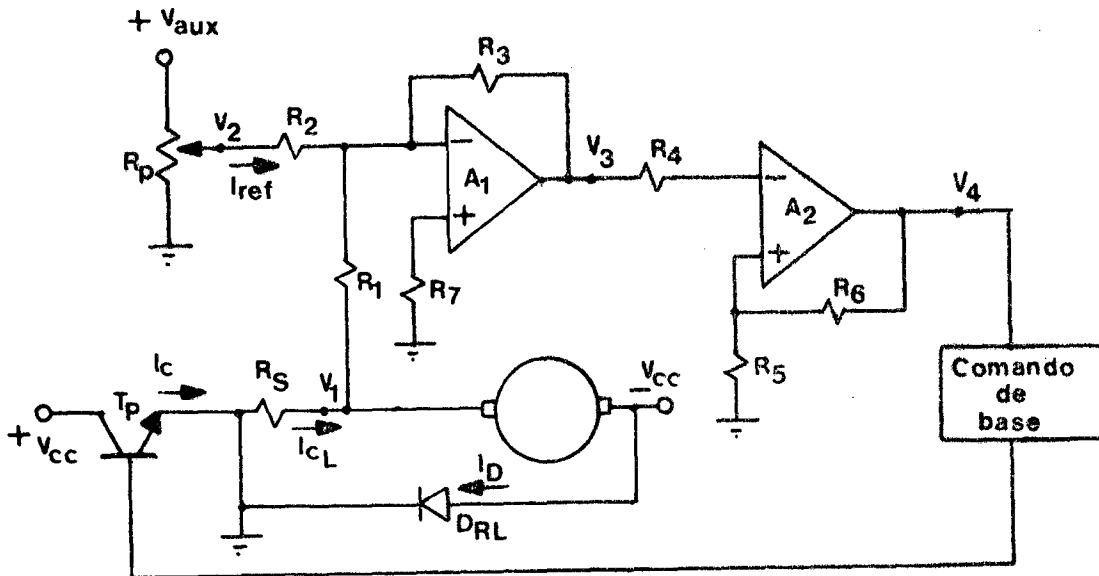 + Vaux
R3
V2
R2
Rp
Iref
−
A1
+
V3
R4
−
A2
+
V4
R1
R7
R6
R5
Ic
RS
V1
−Vcc
Tp
+Vcc
IcL
ID
DRL
Comando
de
base